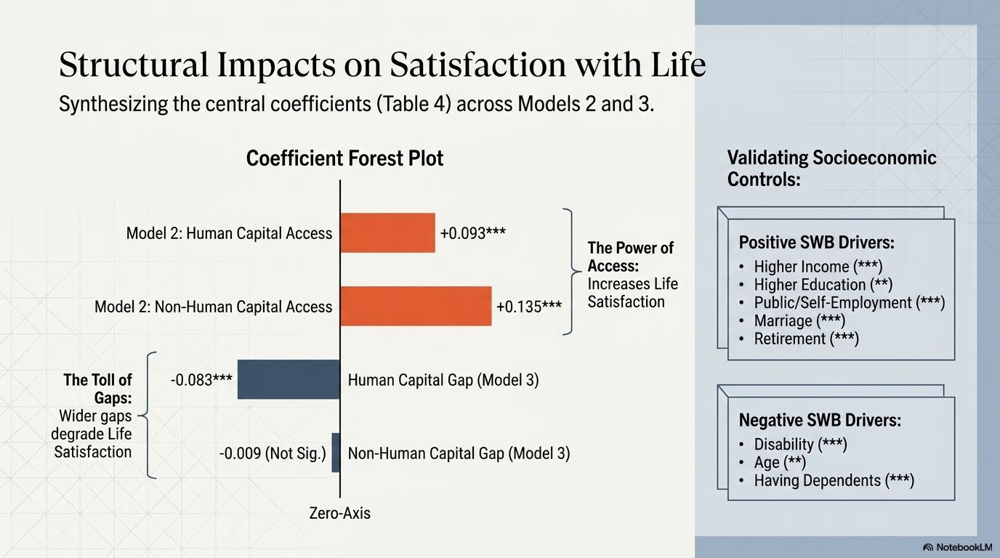 Structural Impacts on Satisfaction with Life
Synthesizing the central coefficients (Table 4) across Models 2 and 3.
Coefficient Forest Plot
Model 2: Human Capital Access
+0.093***
Model 2: Non-Human Capital Access
+0.135***
The Power of
Access:
Increases Life
Satisfaction
The Toll of
Gaps:
Wider gaps
degrade Life
Satisfaction
-0.083***
Human Capital Gap (Model 3)
-0.009 (Not Sig.)
Non-Human Capital Gap (Model 3)
Zero-Axis
Validating Socioeconomic
Controls:
Positive SWB Drivers:
• Higher Income (***)
• Higher Education (**)
• Public/Self-Employment (***)
• Marriage (***)
• Retirement (***)
Negative SWB Drivers:
• Disability (***)
• Age (**)
• Having Dependents (***)
NotebookLM